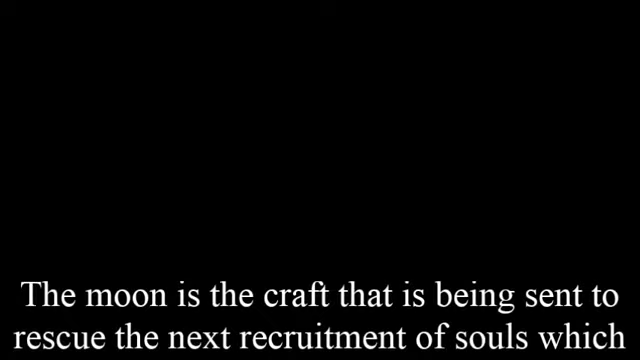 The moon is the craft that is being sent to
rescue the next recruitment of souls which